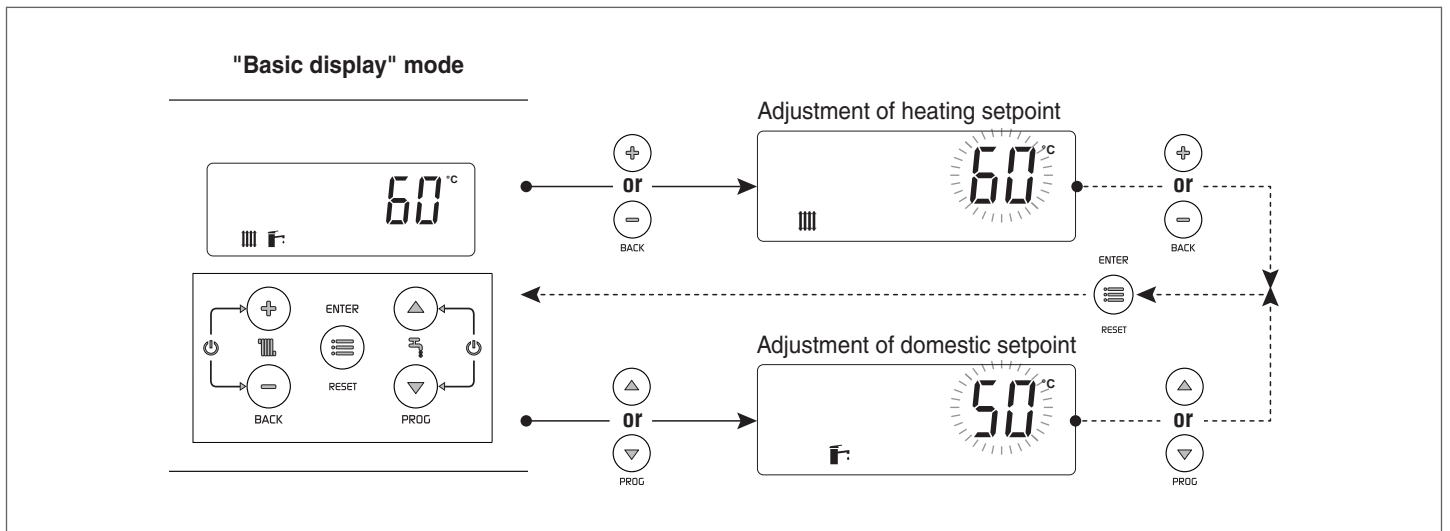 "Basic display" mode
60 °C
ENTER
RESET
BACK
PROG
or
BACK
Adjustment of heating setpoint
60 °C
or
BACK
ENTER
RESET
or
PROG
Adjustment of domestic setpoint
50 °C
or
PROG